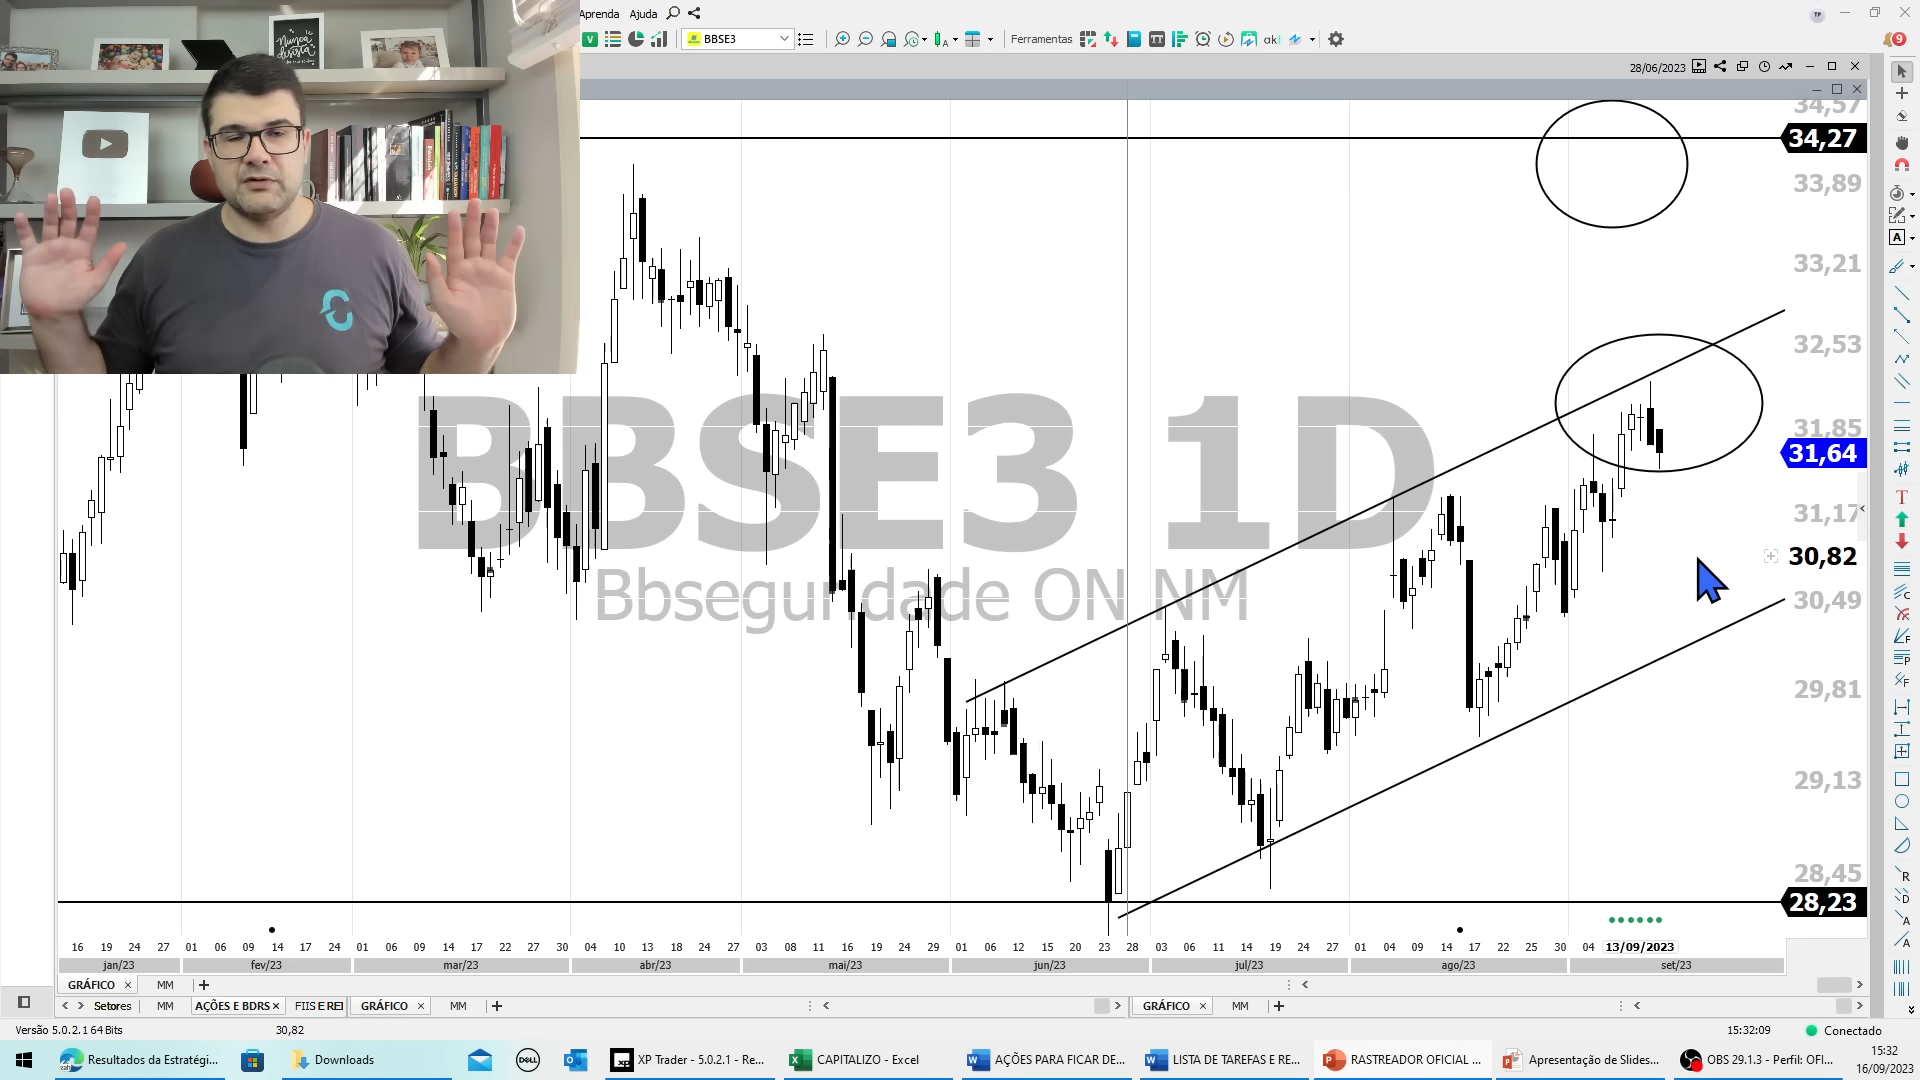 Aprenda Ajuda
BBSE3
Ferramentas
TP
9
Nunca
desista
28/06/2023
34,57
34,27
33,89
33,21
32,53
31,85
31,64
31,17
30,82
30,49
29,81
29,13
28,45
28,23
BBSE3 1D
Bbseguridade ON NM
16 19 24 27 01 06 09 14 17 24 01 06 09 14 17 22 27 30 04 10 13 18 21 24 27 03 08 11 16 19 24 29 01 06 12 15 20 23 28 03 06 11 14 19 24 27 01 04 09 14 17 22 25 30 04 13/09/2023
jan/23 fev/23 mar/23 abr/23 mai/23 jun/23 jul/23 ago/23 set/23
GRÁFICO MM
Setores MM AÇÕES E BDRS FIIS E REI GRÁFICO MM GRÁFICO MM
Versão 5.0.2.1 64 Bits 30,82 15:32:09 Conectado
Resultados da Estratégi... Downloads DELL XP Trader - 5.0.2.1 - Re... CAPITALIZO - Excel AÇÕES PARA FICAR DE... LISTA DE TAREFAS E RE... RASTREADOR OFICIAL ... Apresentação de Slides... OBS 29.1.3 - Perfil: OFI...
15:32
16/09/2023